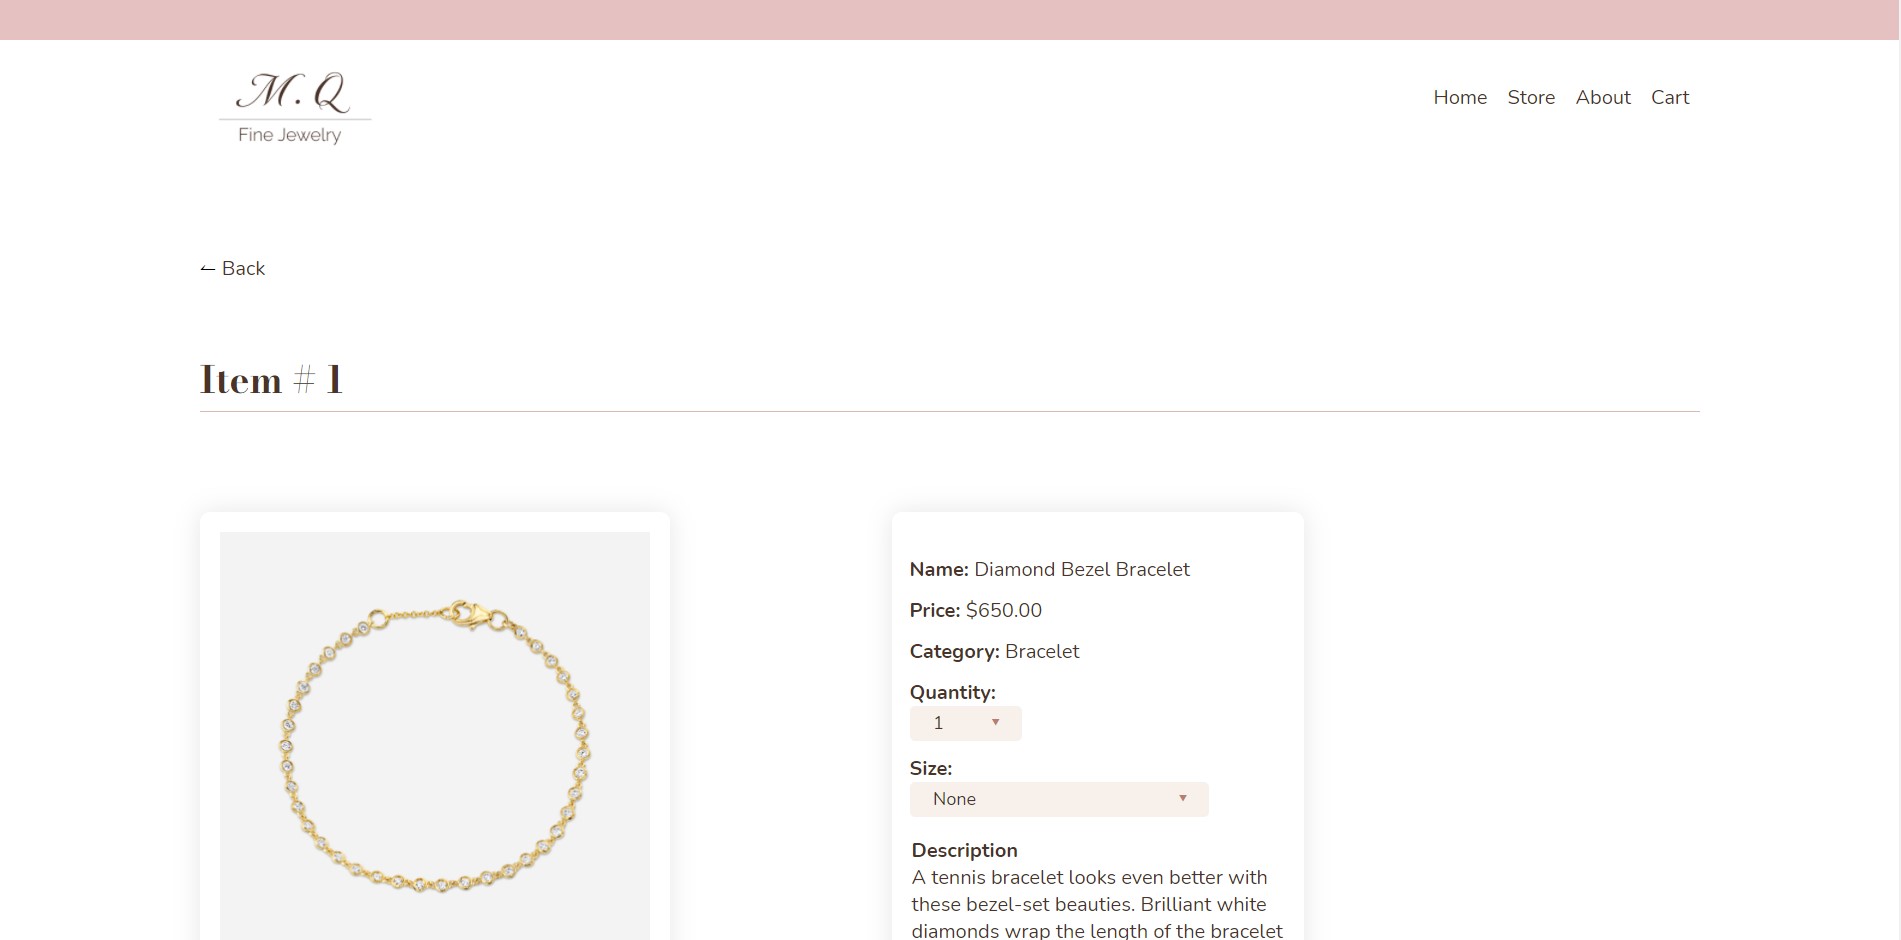 M.Q
Fine Jewelry
Home Store About Cart
← Back
Item # 1
Name: Diamond Bezel Bracelet
Price: $650.00
Category: Bracelet
Quantity:
1
Size:
None
Description
A tennis bracelet looks even better with
these bezel-set beauties. Brilliant white
diamonds wrap the length of the bracelet